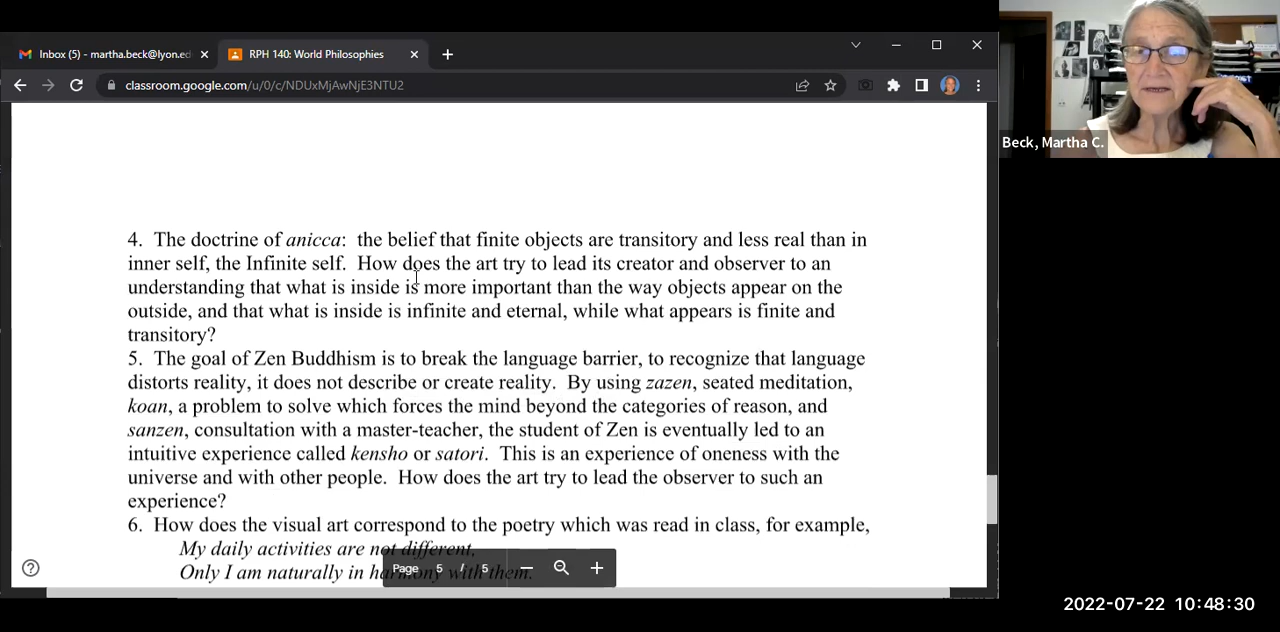 Inbox (5) - martha.beck@lyon.ed
RPH 140: World Philosophies
classroom.google.com/u/0/c/NDUxMjAwNjE3NTU2
Beck, Martha C.
4. The doctrine of anicca: the belief that finite objects are transitory and less real than in
inner self, the Infinite self. How does the art try to lead its creator and observer to an
understanding that what is inside is more important than the way objects appear on the
outside, and that what is inside is infinite and eternal, while what appears is finite and
transitory?
5. The goal of Zen Buddhism is to break the language barrier, to recognize that language
distorts reality, it does not describe or create reality. By using zazen, seated meditation,
koan, a problem to solve which forces the mind beyond the categories of reason, and
sanzen, consultation with a master-teacher, the student of Zen is eventually led to an
intuitive experience called kensho or satori. This is an experience of oneness with the
universe and with other people. How does the art try to lead the observer to such an
experience?
6. How does the visual art correspond to the poetry which was read in class, for example,
My daily activities are not different,
Only I am naturally in harmony with them.
Page 5 / 5
2022-07-22 10:48:30